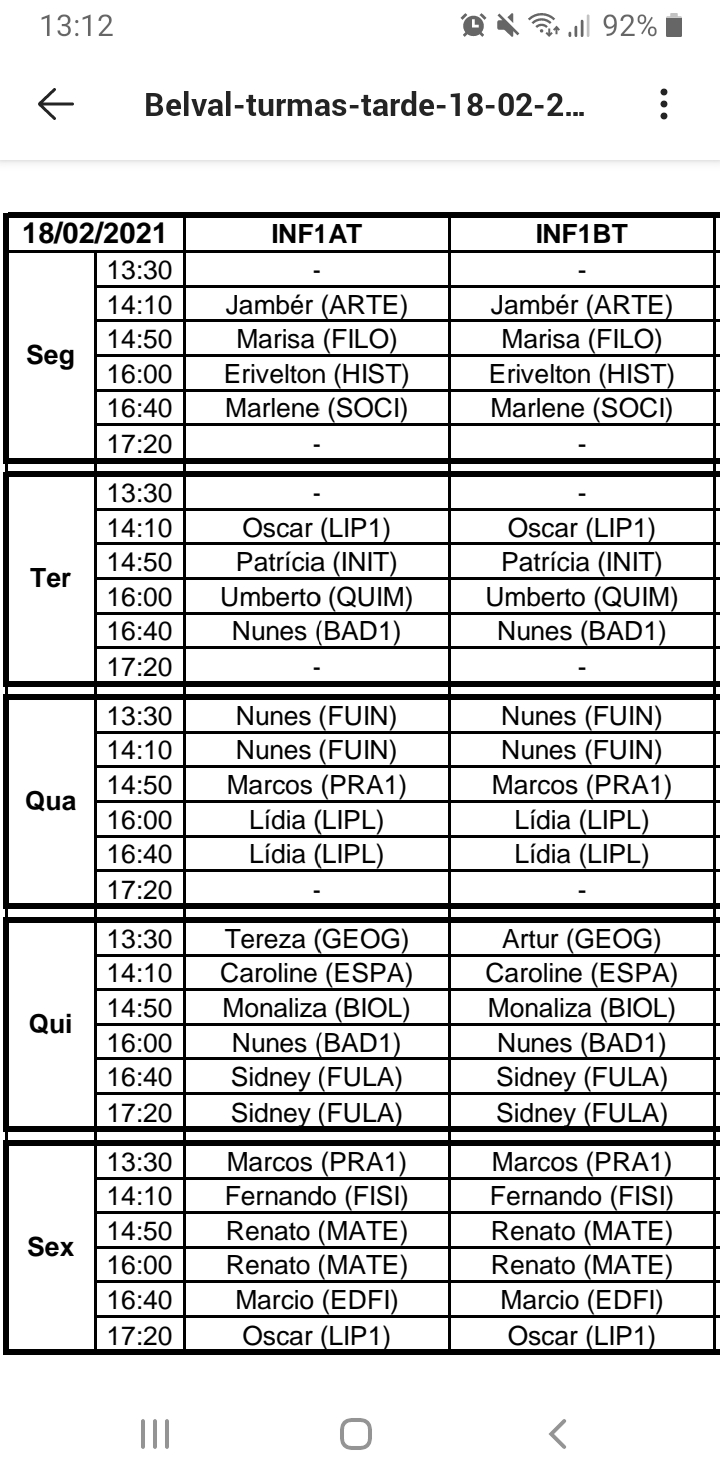 13:12 92%
Belval-turmas-tarde-18-02-2...
18/02/2021 INF1AT INF1BT
Seg
13:30 - -
14:10 Jambér (ARTE) Jambér (ARTE)
14:50 Marisa (FILO) Marisa (FILO)
16:00 Erivelton (HIST) Erivelton (HIST)
16:40 Marlene (SOCI) Marlene (SOCI)
17:20 - -
Ter
13:30 - -
14:10 Oscar (LIP1) Oscar (LIP1)
14:50 Patrícia (INIT) Patrícia (INIT)
16:00 Umberto (QUIM) Umberto (QUIM)
16:40 Nunes (BAD1) Nunes (BAD1)
17:20 - -
Qua
13:30 Nunes (FUIN) Nunes (FUIN)
14:10 Nunes (FUIN) Nunes (FUIN)
14:50 Marcos (PRA1) Marcos (PRA1)
16:00 Lídia (LIPL) Lídia (LIPL)
16:40 Lídia (LIPL) Lídia (LIPL)
17:20 - -
Qui
13:30 Tereza (GEOG) Artur (GEOG)
14:10 Caroline (ESPA) Caroline (ESPA)
14:50 Monaliza (BIOL) Monaliza (BIOL)
16:00 Nunes (BAD1) Nunes (BAD1)
16:40 Sidney (FULA) Sidney (FULA)
17:20 Sidney (FULA) Sidney (FULA)
Sex
13:30 Marcos (PRA1) Marcos (PRA1)
14:10 Fernando (FISI) Fernando (FISI)
14:50 Renato (MATE) Renato (MATE)
16:00 Renato (MATE) Renato (MATE)
16:40 Marcio (EDFI) Marcio (EDFI)
17:20 Oscar (LIP1) Oscar (LIP1)